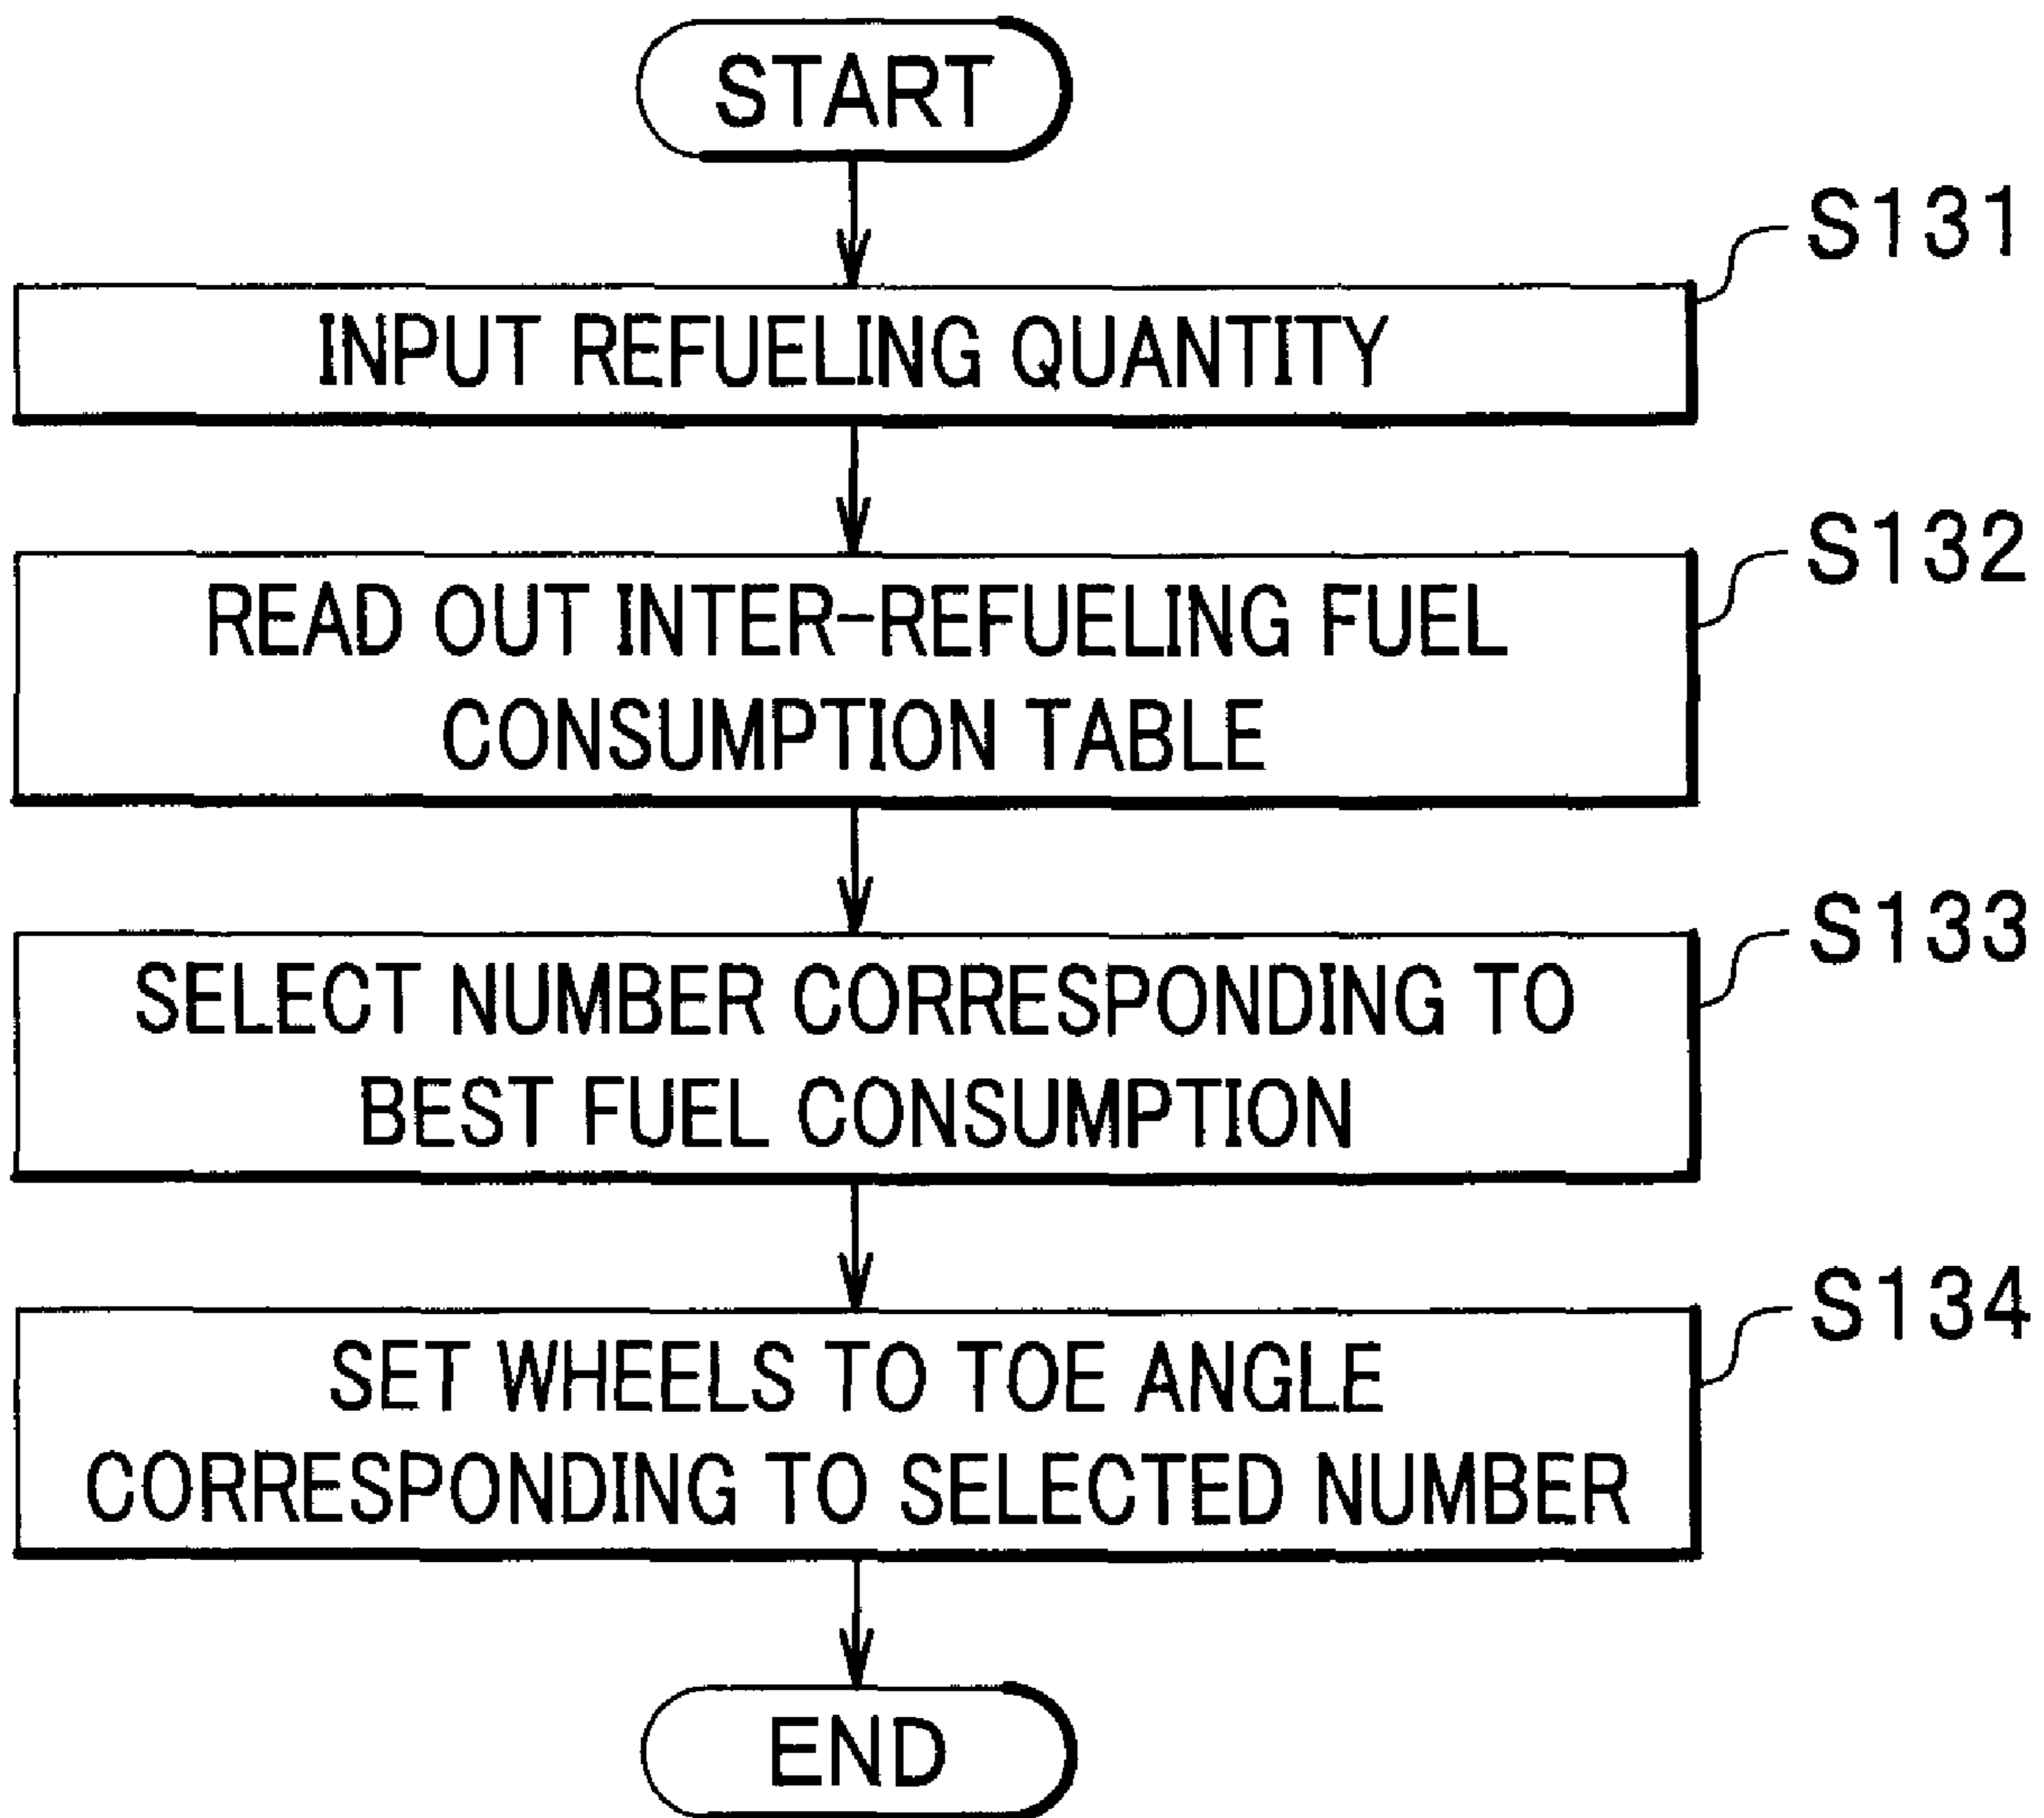 START
S131
INPUT REFUELING QUANTITY
S132
READ OUT INTER-REFUELING FUEL
CONSUMPTION TABLE
S133
SELECT NUMBER CORRESPONDING TO
BEST FUEL CONSUMPTION
S134
SET WHEELS TO TOE ANGLE
CORRESPONDING TO SELECTED NUMBER
END